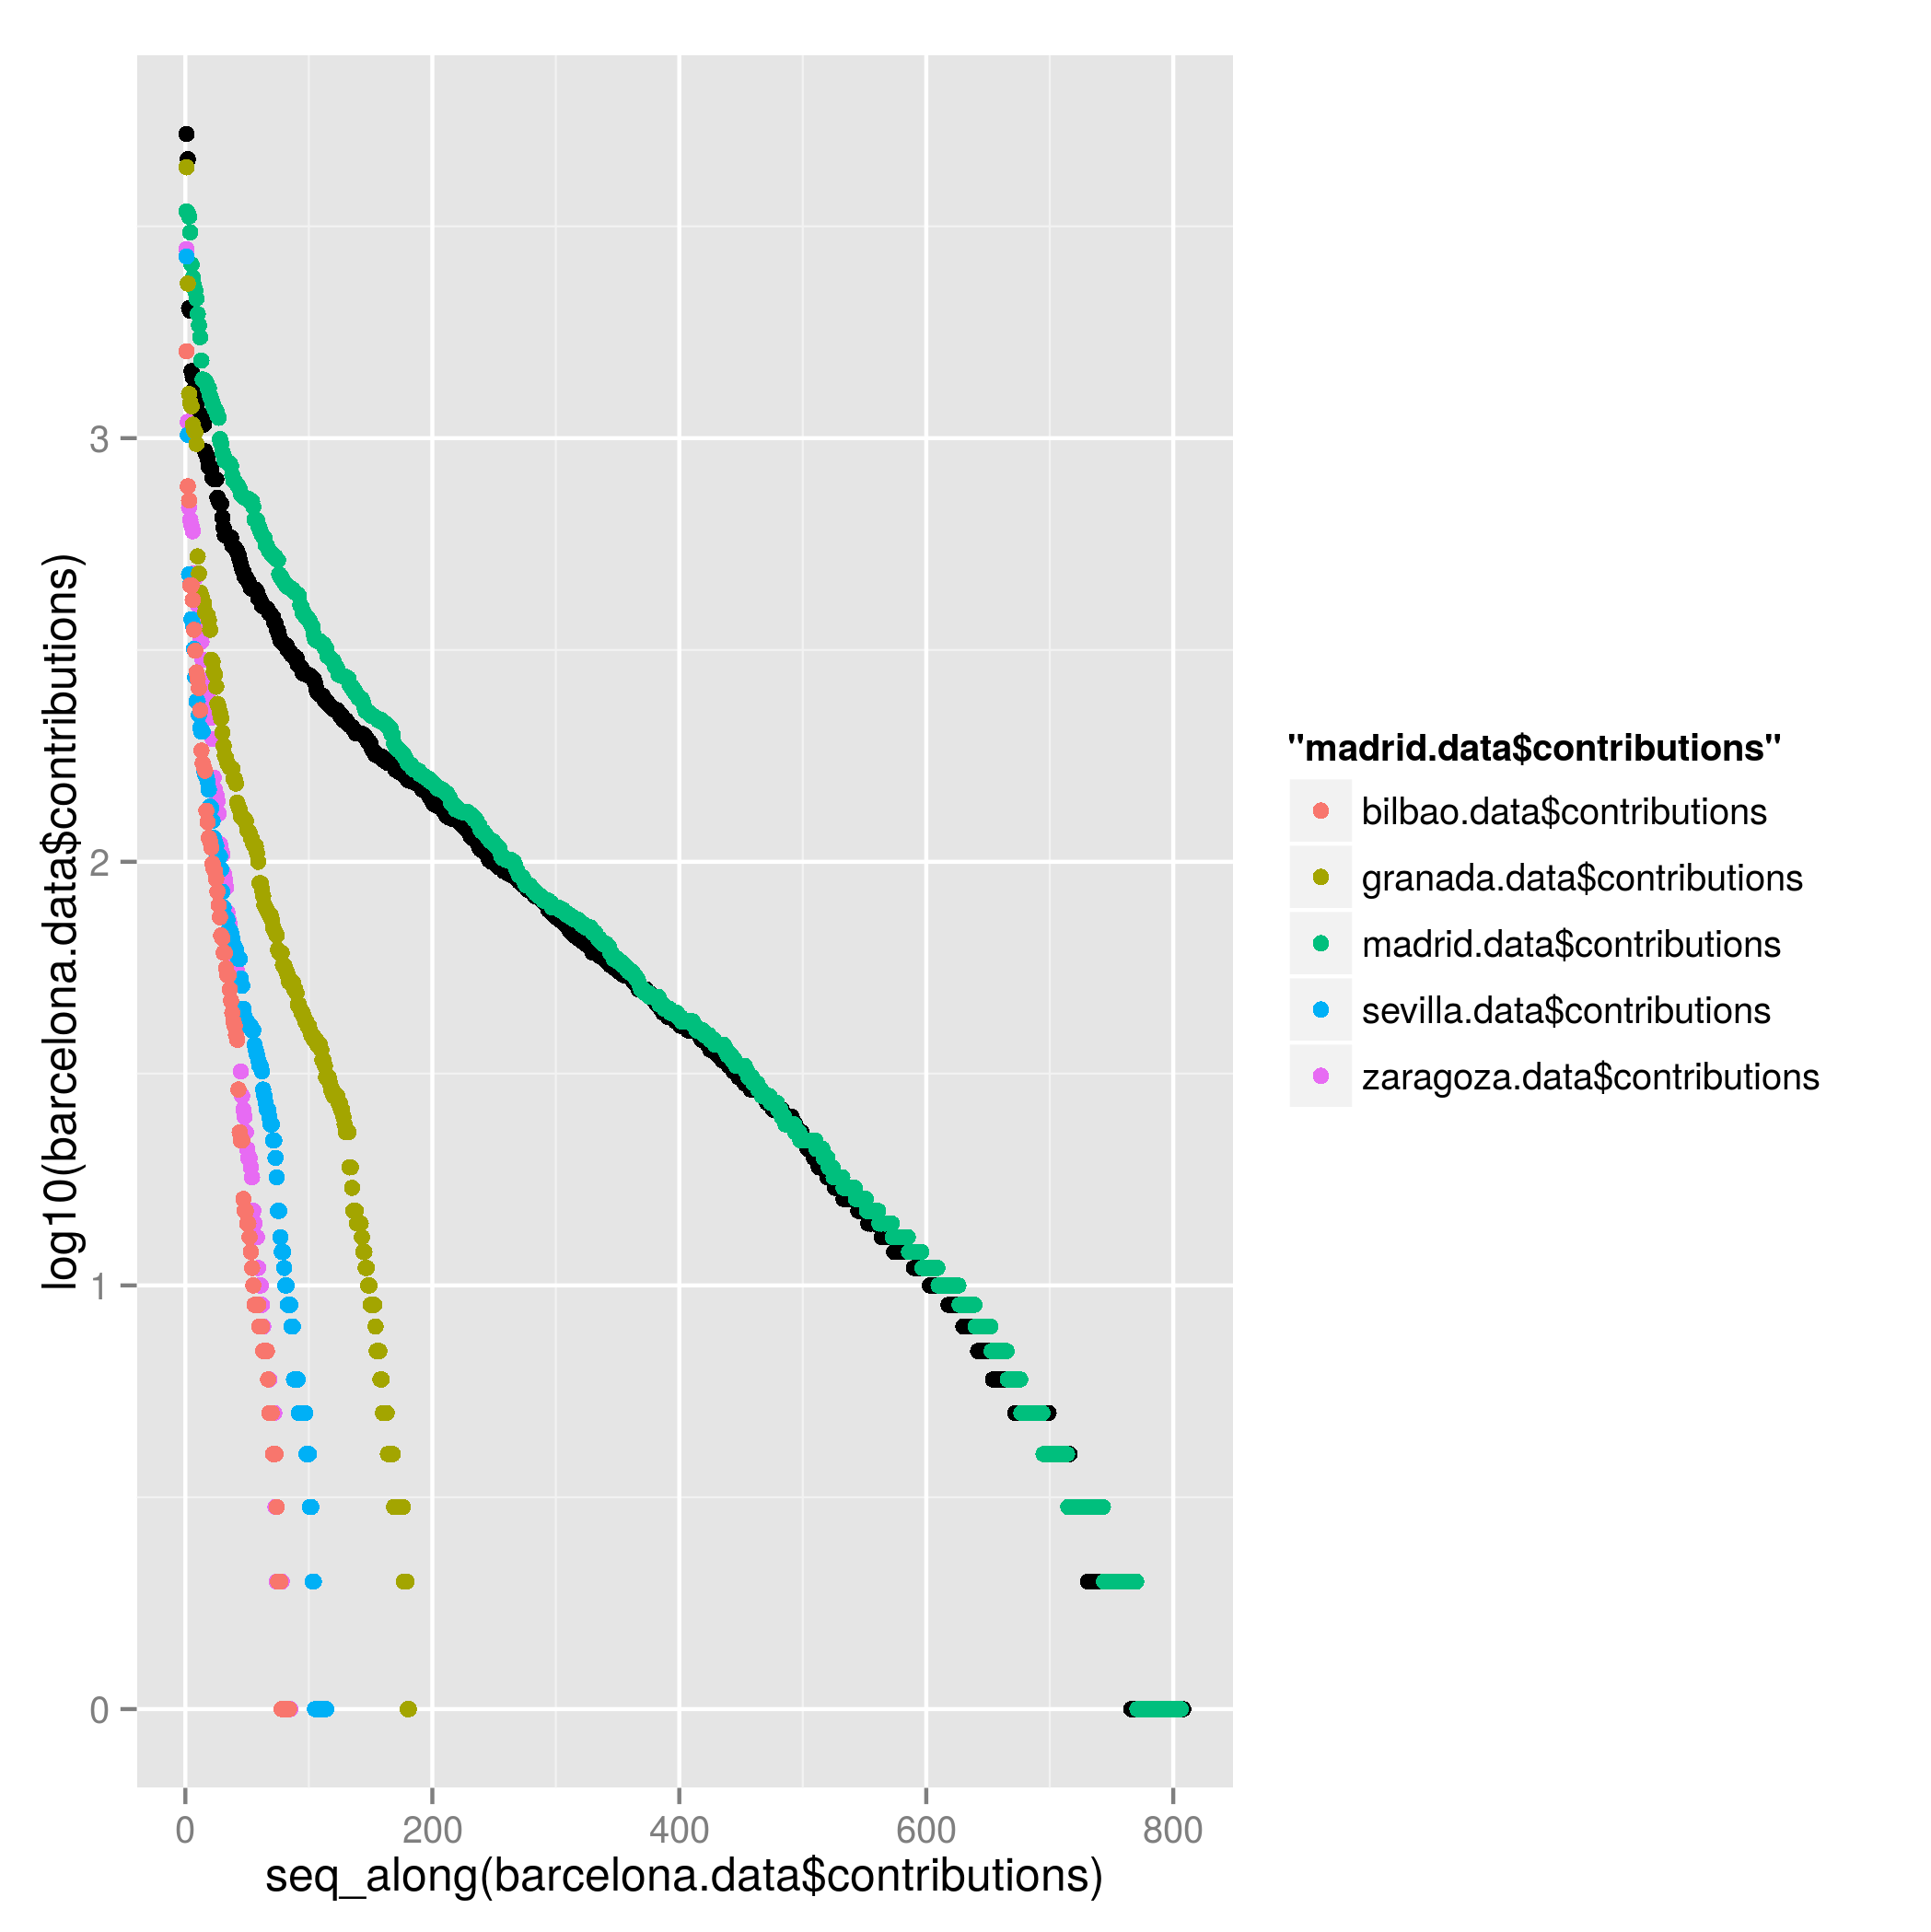 log10(barcelona.data$contributions)
3
2
1
0
0 200 400 600 800
seq_along(barcelona.data$contributions)
"madrid.data$contributions"
bilbao.data$contributions
granada.data$contributions
madrid.data$contributions
sevilla.data$contributions
zaragoza.data$contributions